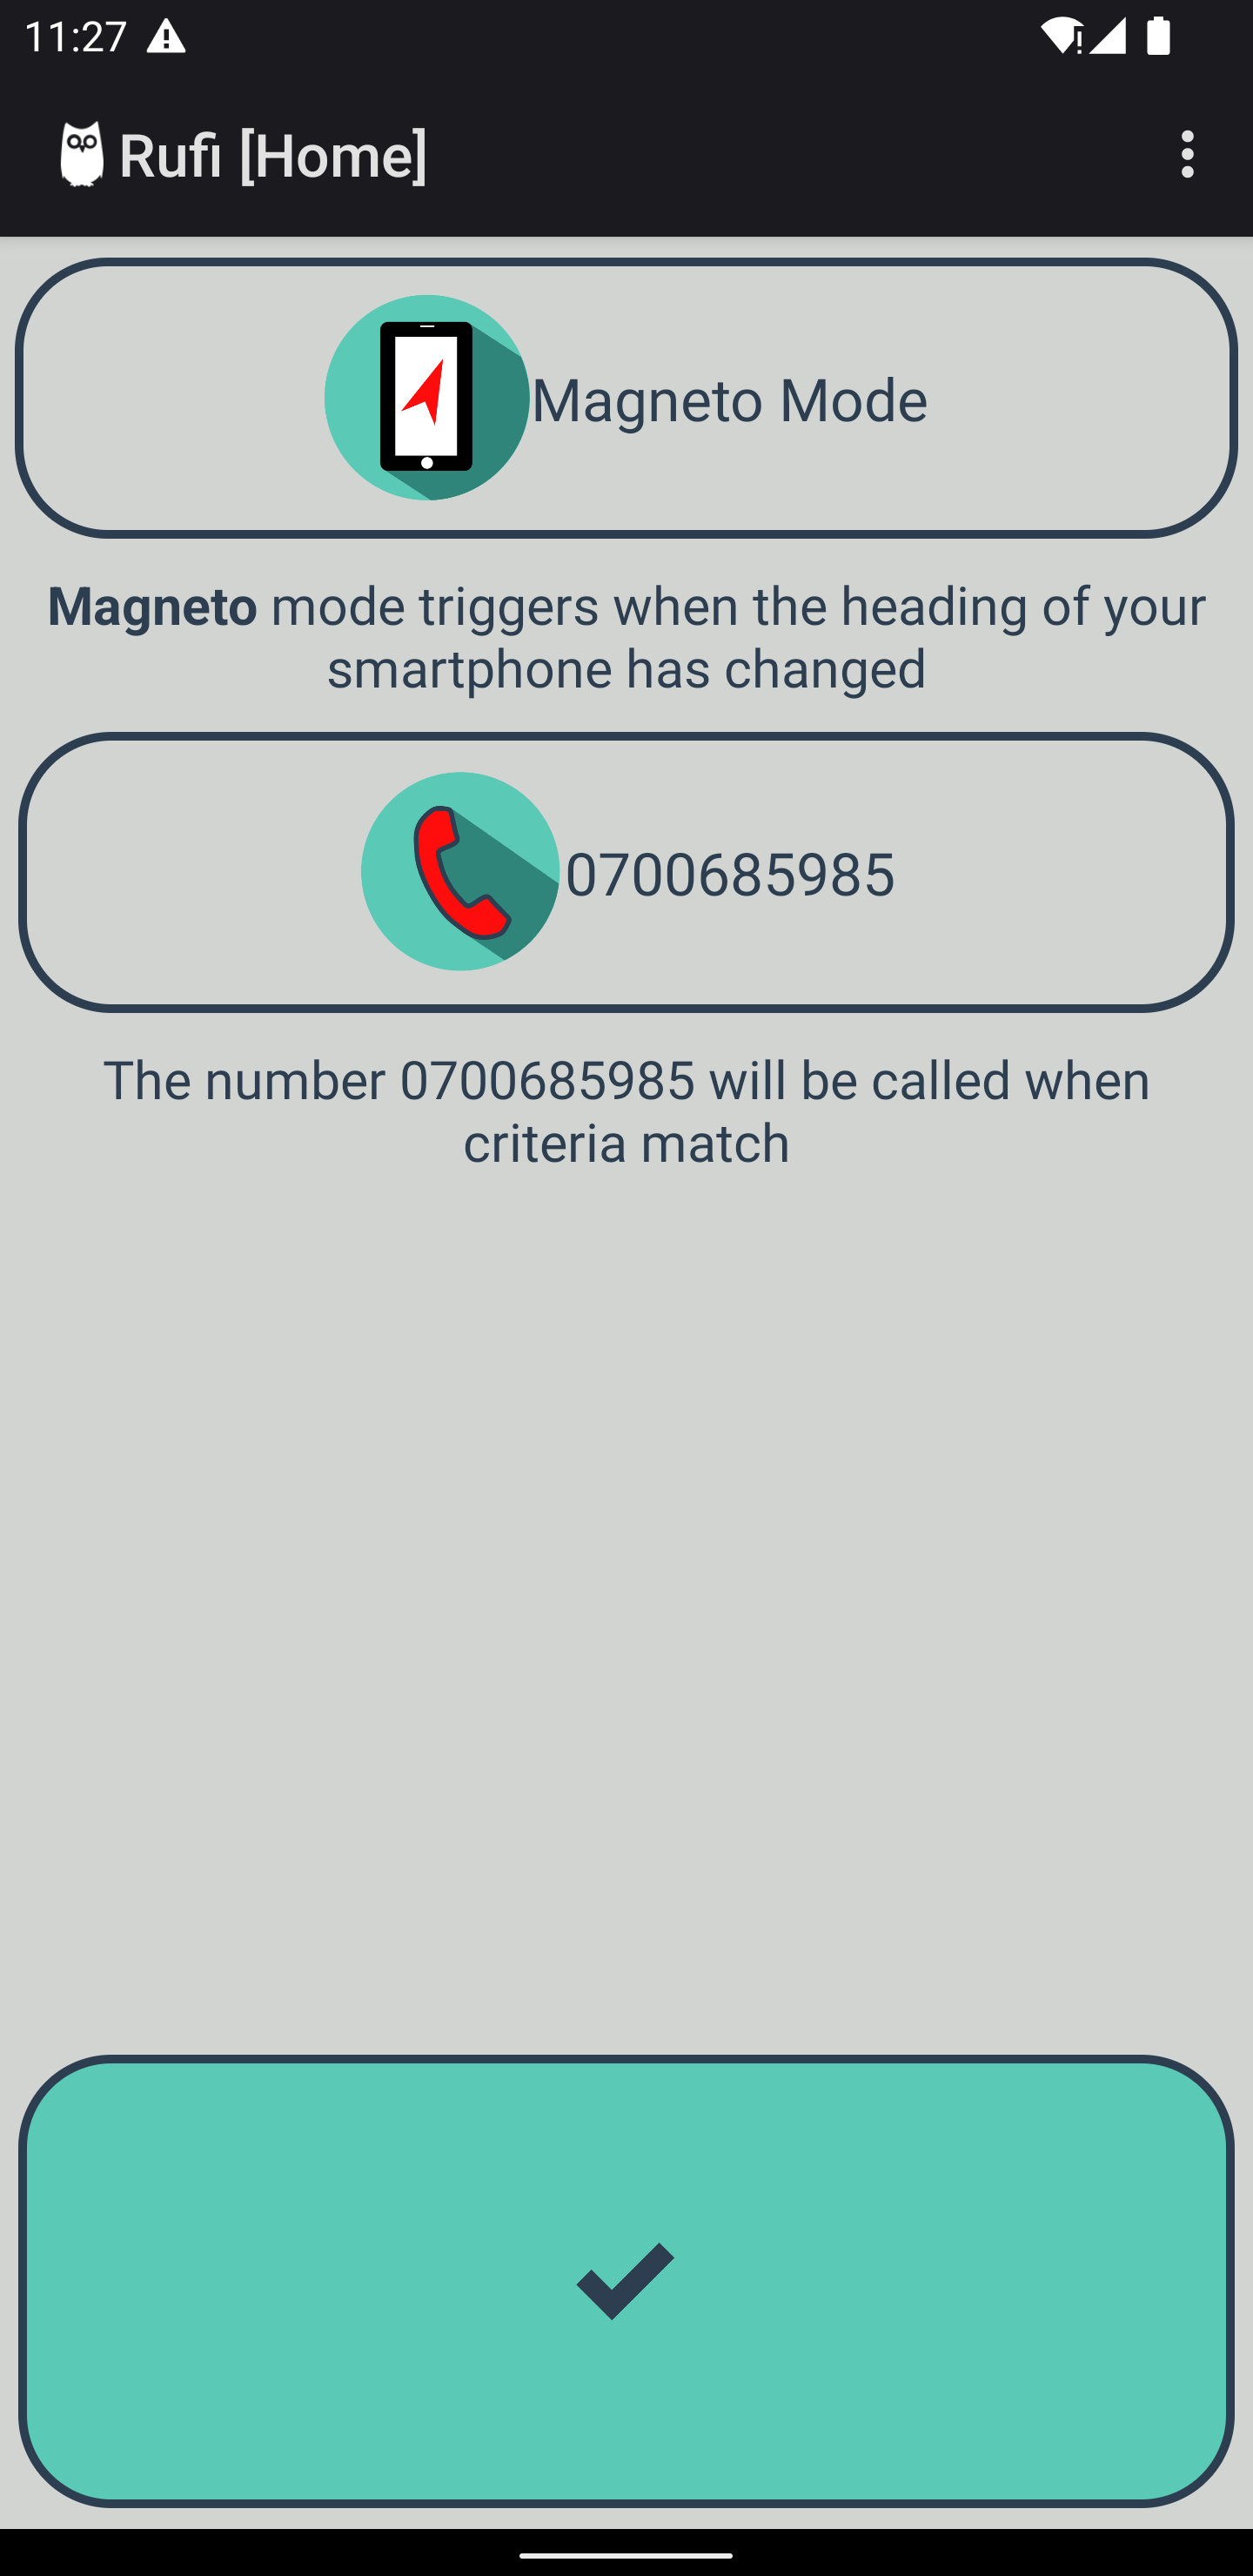 11:27
Rufi [Home]
Magneto Mode
Magneto mode triggers when the heading of your
smartphone has changed
0700685985
The number 0700685985 will be called when
criteria match